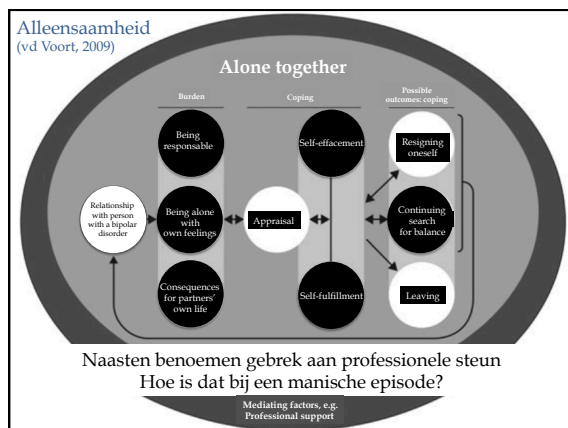 Alleensaamheid
(vd Voort, 2009)
Alone together
Burden
Coping
Possible
outcomes: coping
Being
responsable
Self-effacement
Resigning
oneself
Relationship
with person
with a bipolar
disorder
Being alone
with
own feelings
Appraisal
Continuing
search
for balance
Consequences
for partners'
own life
Self-fulfillment
Leaving
Naasten benoemen gebrek aan professionele steun
Hoe is dat bij een manische episode?
Mediating factors, e.g.
Professional support